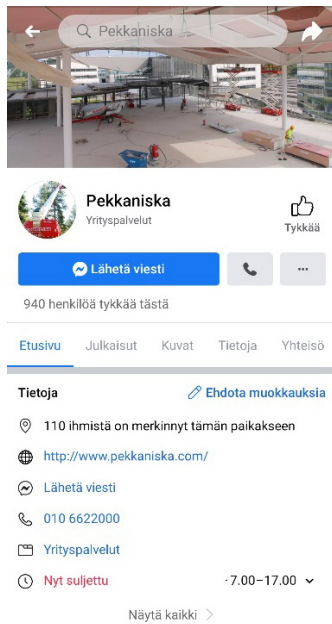 Pekkaniska
Pekkaniska
Yrityspalvelut
Tykkää
Lähetä viesti
940 henkilöä tykkää tästä
Etusivu Julkaisut Kuvat Tietoja Yhteisö
Tietoja Ehdota muokkauksia
110 ihmistä on merkinnyt tämän paikakseen
http://www.pekkaniska.com/
Lähetä viesti
010 6622000
Yrityspalvelut
Nyt suljettu · 7.00–17.00
Näytä kaikki